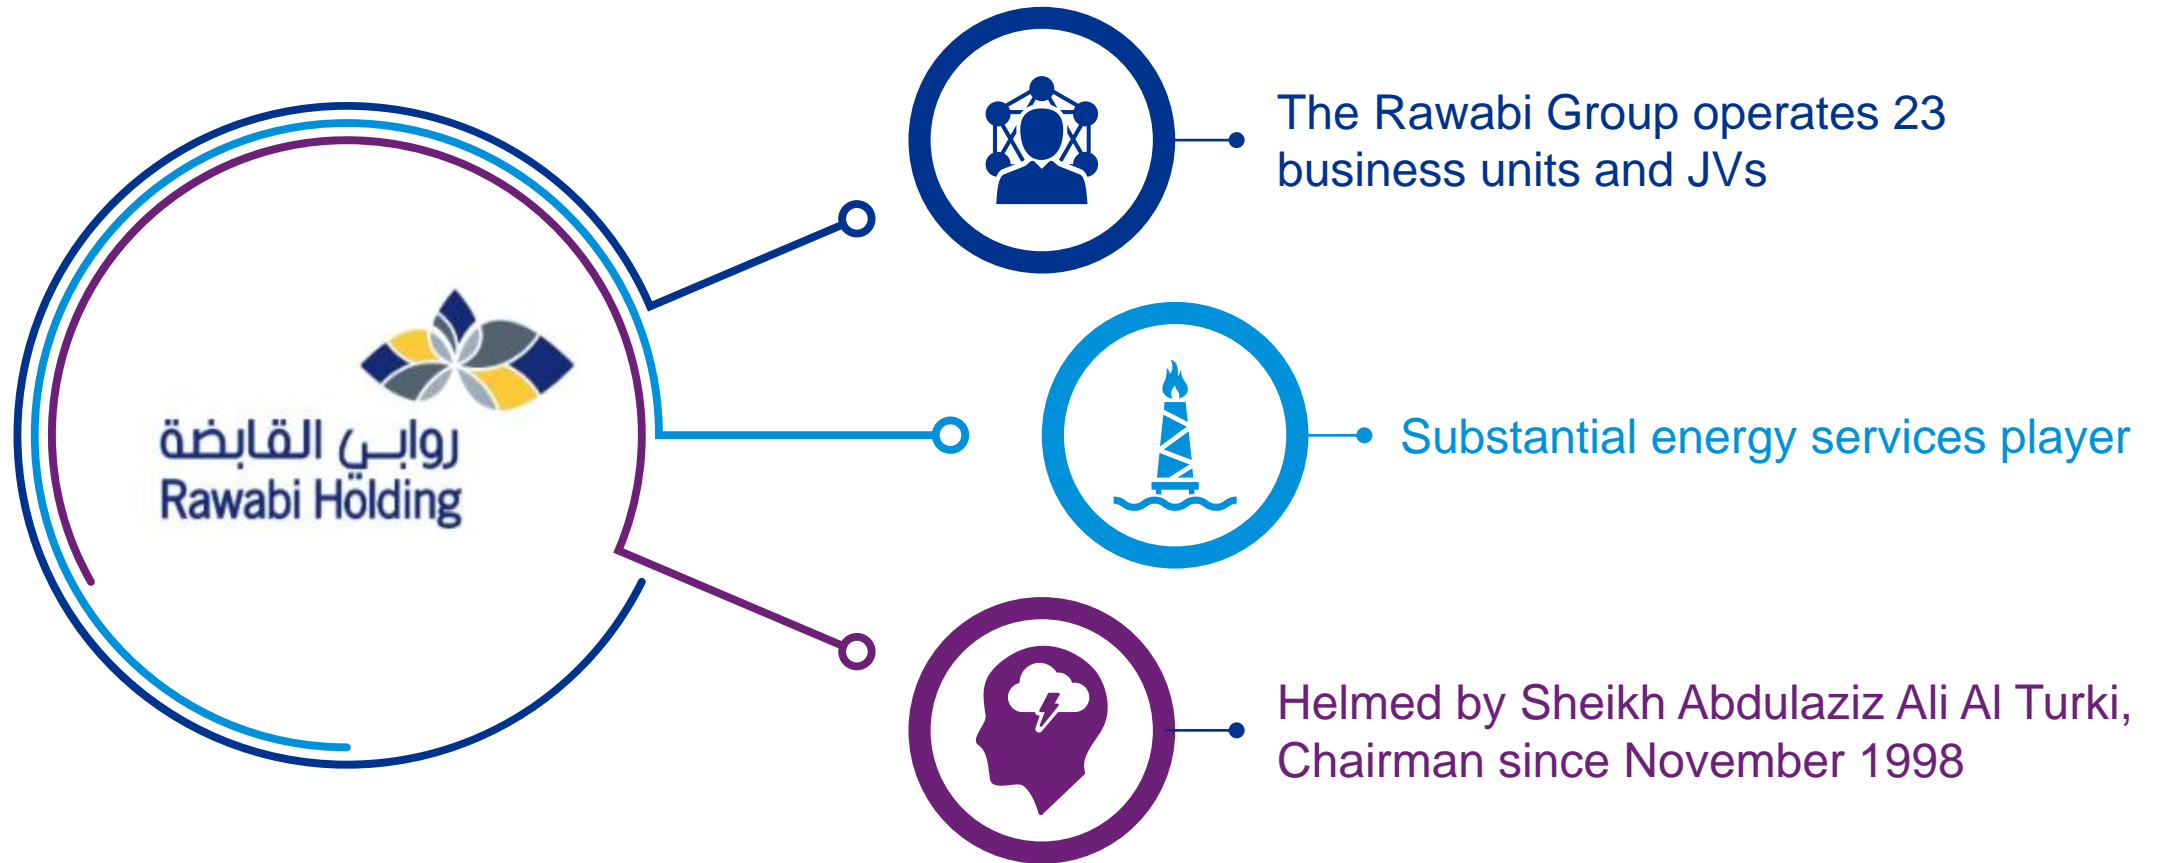 روابي القابضة
Rawabi Holding
The Rawabi Group operates 23
business units and JVs
Substantial energy services player
Helmed by Sheikh Abdulaziz Ali Al Turki,
Chairman since November 1998